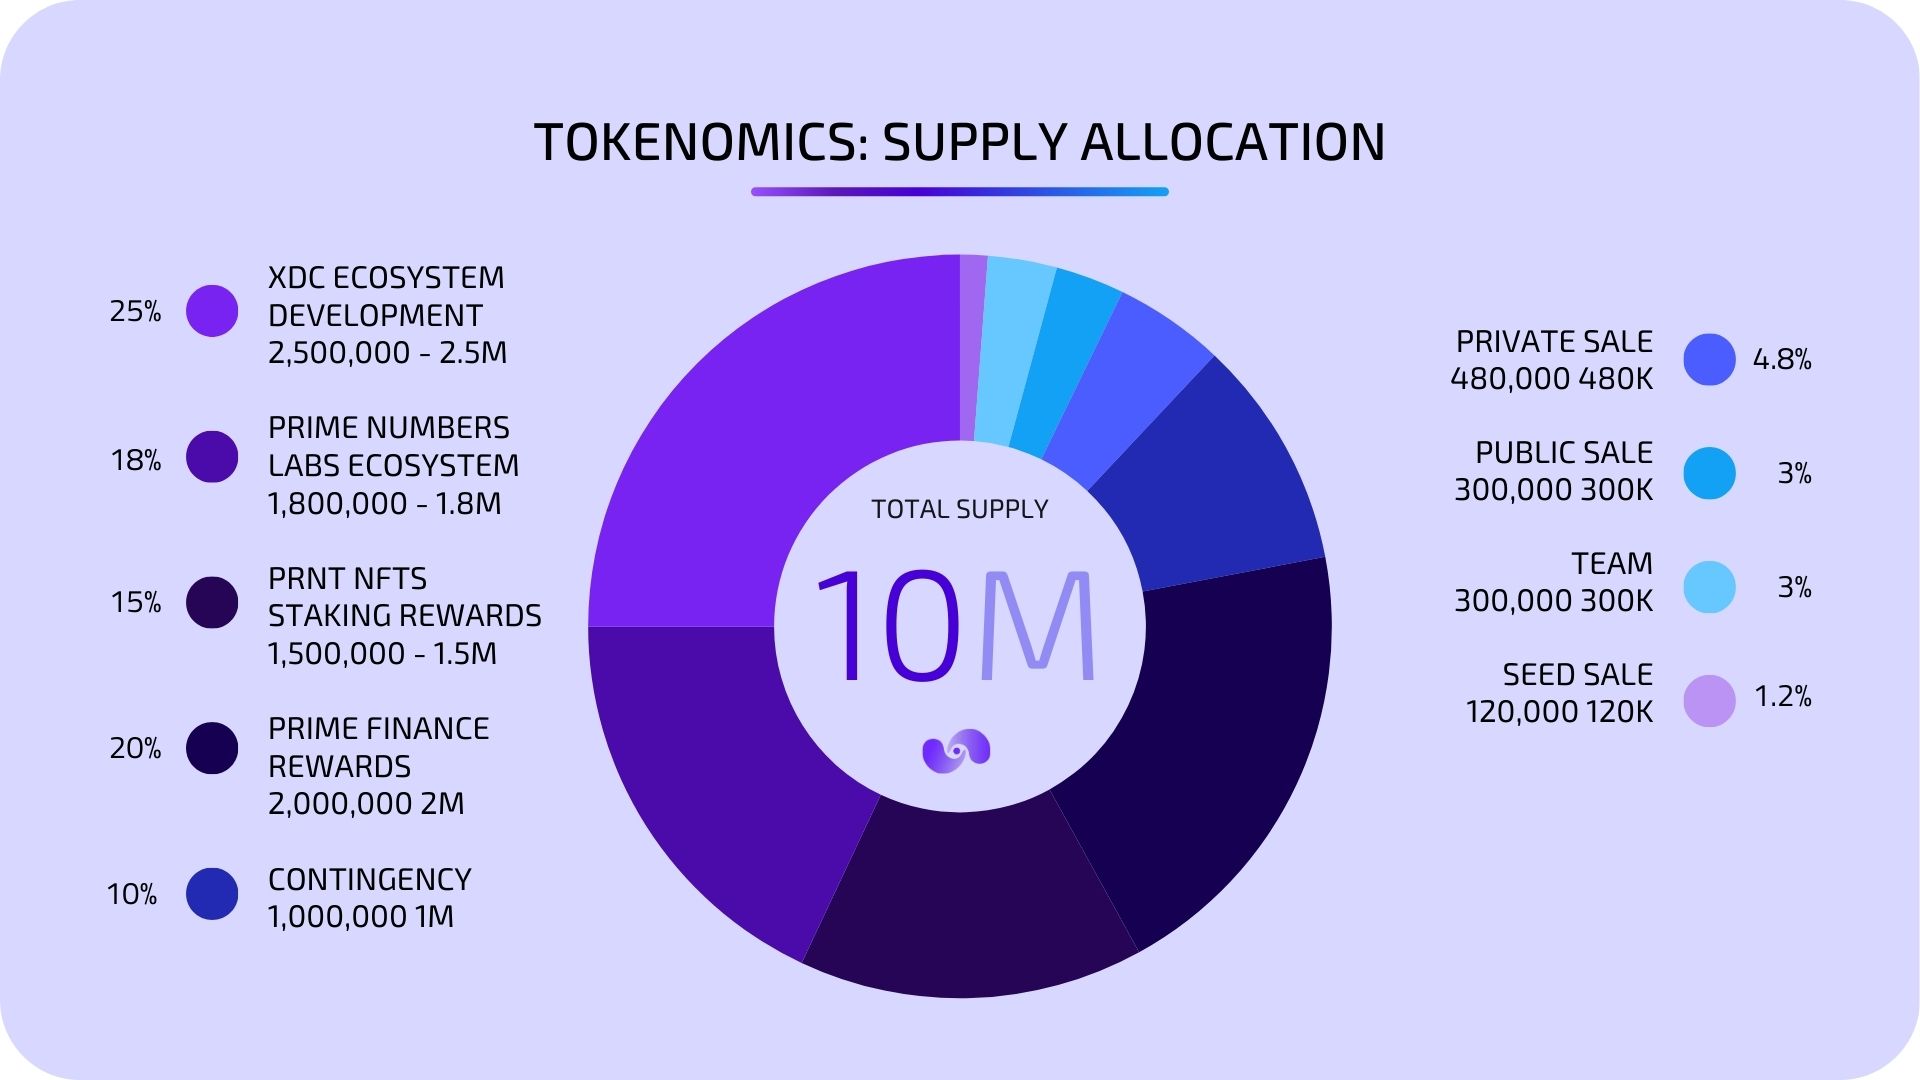 TOKENOMICS: SUPPLY ALLOCATION
25%
XDC ECOSYSTEM
DEVELOPMENT
2,500,000 - 2.5M
18%
PRIME NUMBERS
LABS ECOSYSTEM
1,800,000 - 1.8M
15%
PRNT NFTS
STAKING REWARDS
1,500,000 - 1.5M
20%
PRIME FINANCE
REWARDS
2,000,000 2M
10%
CONTINGENCY
1,000,000 1M
TOTAL SUPPLY
10M
PRIVATE SALE
480,000 480K
4.8%
PUBLIC SALE
300,000 300K
3%
TEAM
300,000 300K
3%
SEED SALE
120,000 120K
1.2%